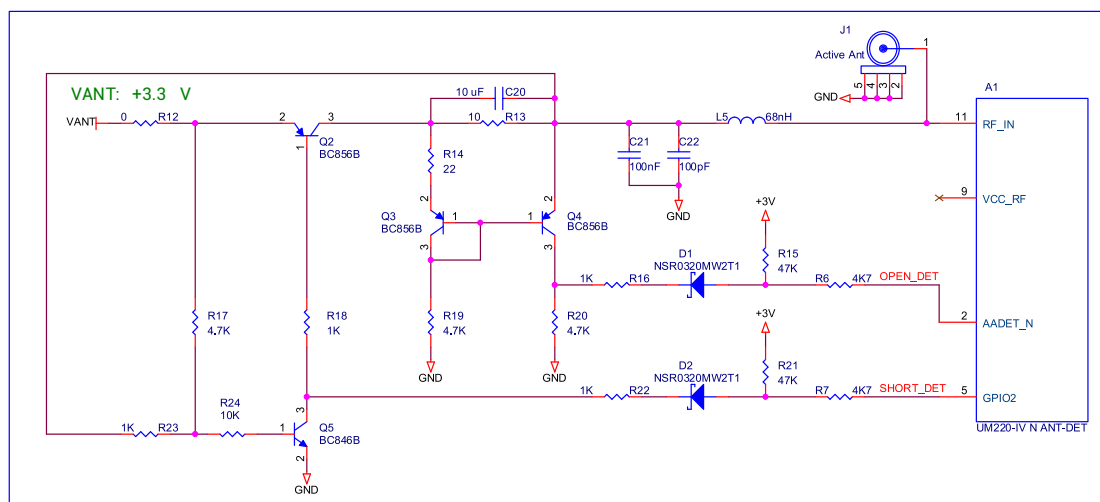 J1
Active Ant
1
5
4
3
2
GND
A1
VANT: +3.3 V
10 uF
C20
VANT
0
R12
2
3
10
R13
L5
68nH
11
RF_IN
1
Q2
BC856B
C21
100nF
C22
100pF
R14
22
9
VCC_RF
GND
+3V
2
Q3
BC856B
1
3
2
1
Q4
BC856B
3
D1
NSR0320MW2T1
R15
47K
1K
R16
R6
4K7
OPEN_DET
R17
4.7K
R18
1K
R19
4.7K
R20
4.7K
+3V
2
AADET_N
GND
GND
D2
NSR0320MW2T1
R21
47K
1K
R22
R7
4K7
SHORT_DET
5
GPIO2
R24
10K
3
1K
R23
1
Q5
BC846B
2
GND
UM220-IV N ANT-DET